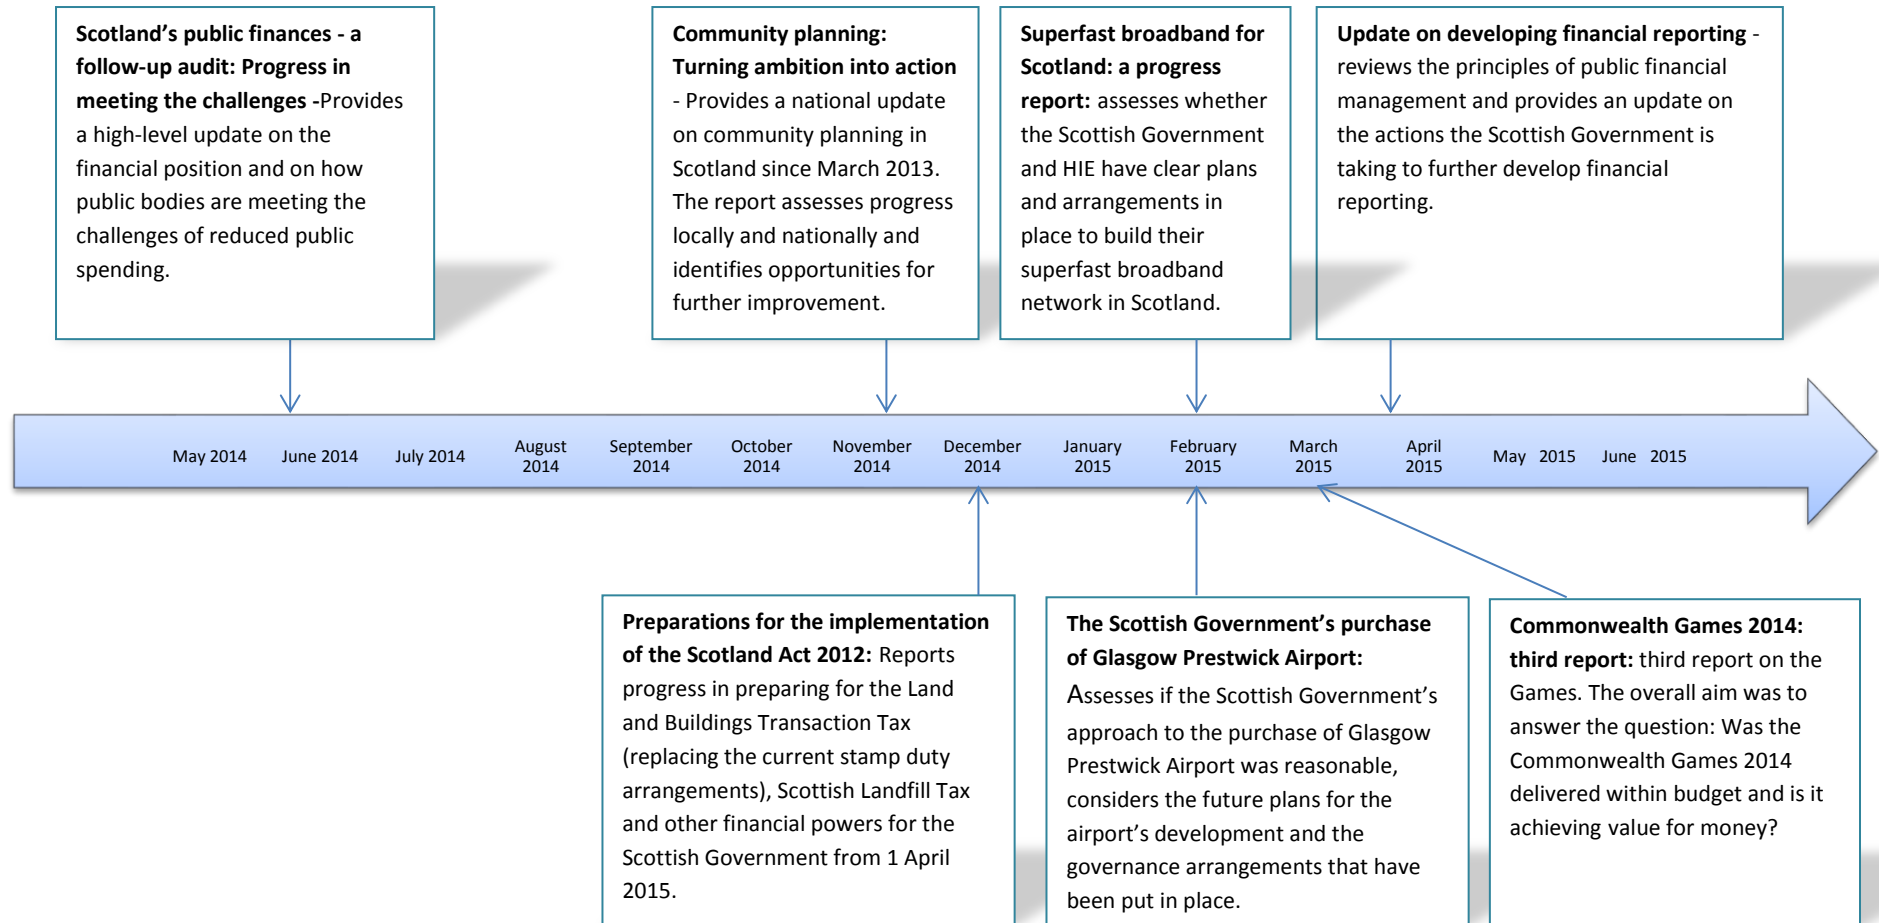 Scotland's public finances - a
follow-up audit: Progress in
meeting the challenges -Provides
a high-level update on the
financial position and on how
public bodies are meeting the
challenges of reduced public
spending.
Community planning:
Turning ambition into action
- Provides a national update
on community planning in
Scotland since March 2013.
The report assesses progress
locally and nationally and
identifies opportunities for
further improvement.
Superfast broadband for
Scotland: a progress
report: assesses whether
the Scottish Government
and HIE have clear plans
and arrangements in
place to build their
superfast broadband
network in Scotland.
Update on developing financial reporting -
reviews the principles of public financial
management and provides an update on
the actions the Scottish Government is
taking to further develop financial
reporting.
May 2014
June 2014
July 2014
August
2014
September
2014
October
2014
November
2014
December
2014
January
2015
February
2015
March
2015
April
2015
May 2015
June 2015
Preparations for the implementation
of the Scotland Act 2012: Reports
progress in preparing for the Land
and Buildings Transaction Tax
(replacing the current stamp duty
arrangements), Scottish Landfill Tax
and other financial powers for the
Scottish Government from 1 April
2015.
The Scottish Government's purchase
of Glasgow Prestwick Airport:
Assesses if the Scottish Government's
approach to the purchase of Glasgow
Prestwick Airport was reasonable,
considers the future plans for the
airport's development and the
governance arrangements that have
been put in place.
Commonwealth Games 2014:
third report: third report on the
Games. The overall aim was to
answer the question: Was the
Commonwealth Games 2014
delivered within budget and is it
achieving value for money?